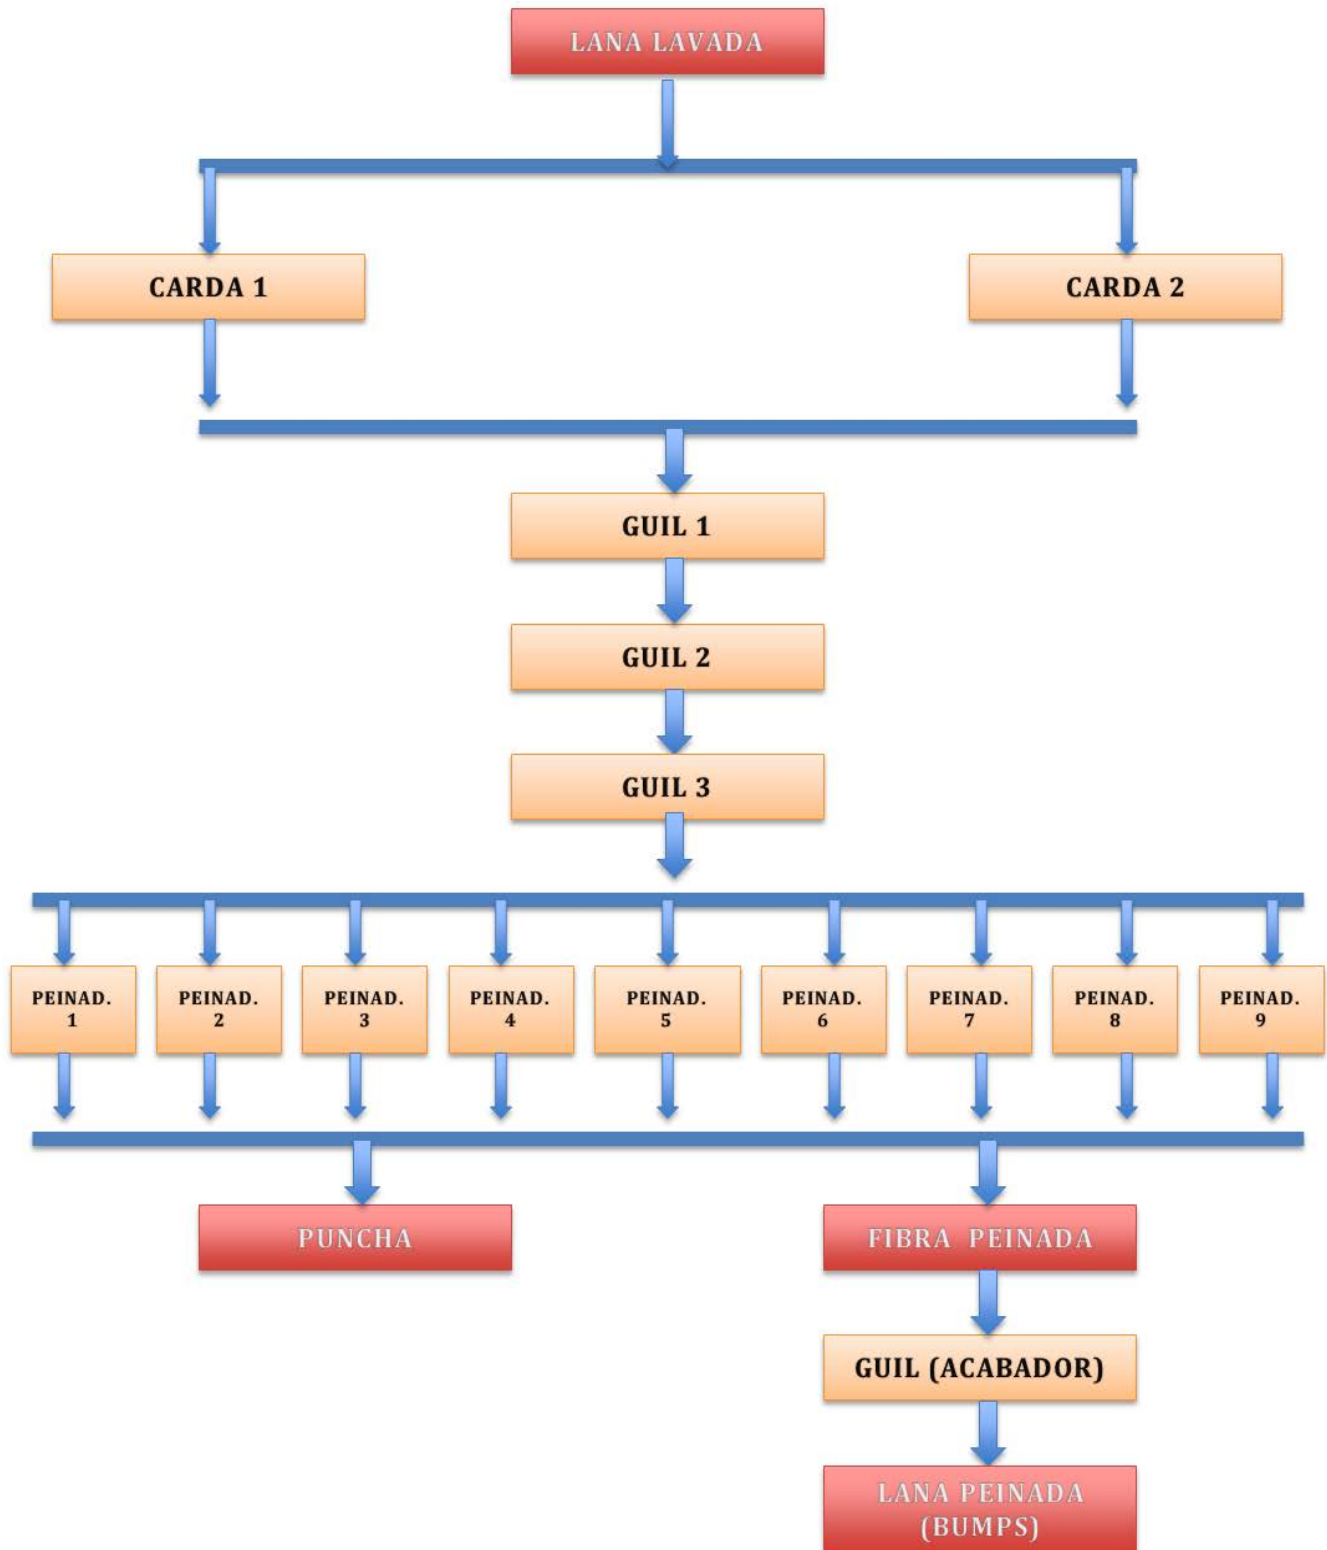 LANA LAVADA
CARDA 1
CARDA 2
GUIL 1
GUIL 2
GUIL 3
PEINAD.
1
PEINAD.
2
PEINAD.
3
PEINAD.
4
PEINAD.
5
PEINAD.
6
PEINAD.
7
PEINAD.
8
PEINAD.
9
PUNCHA
FIBRA PEINADA
GUIL (ACABADOR)
LANA PEINADA
(BUMPS)